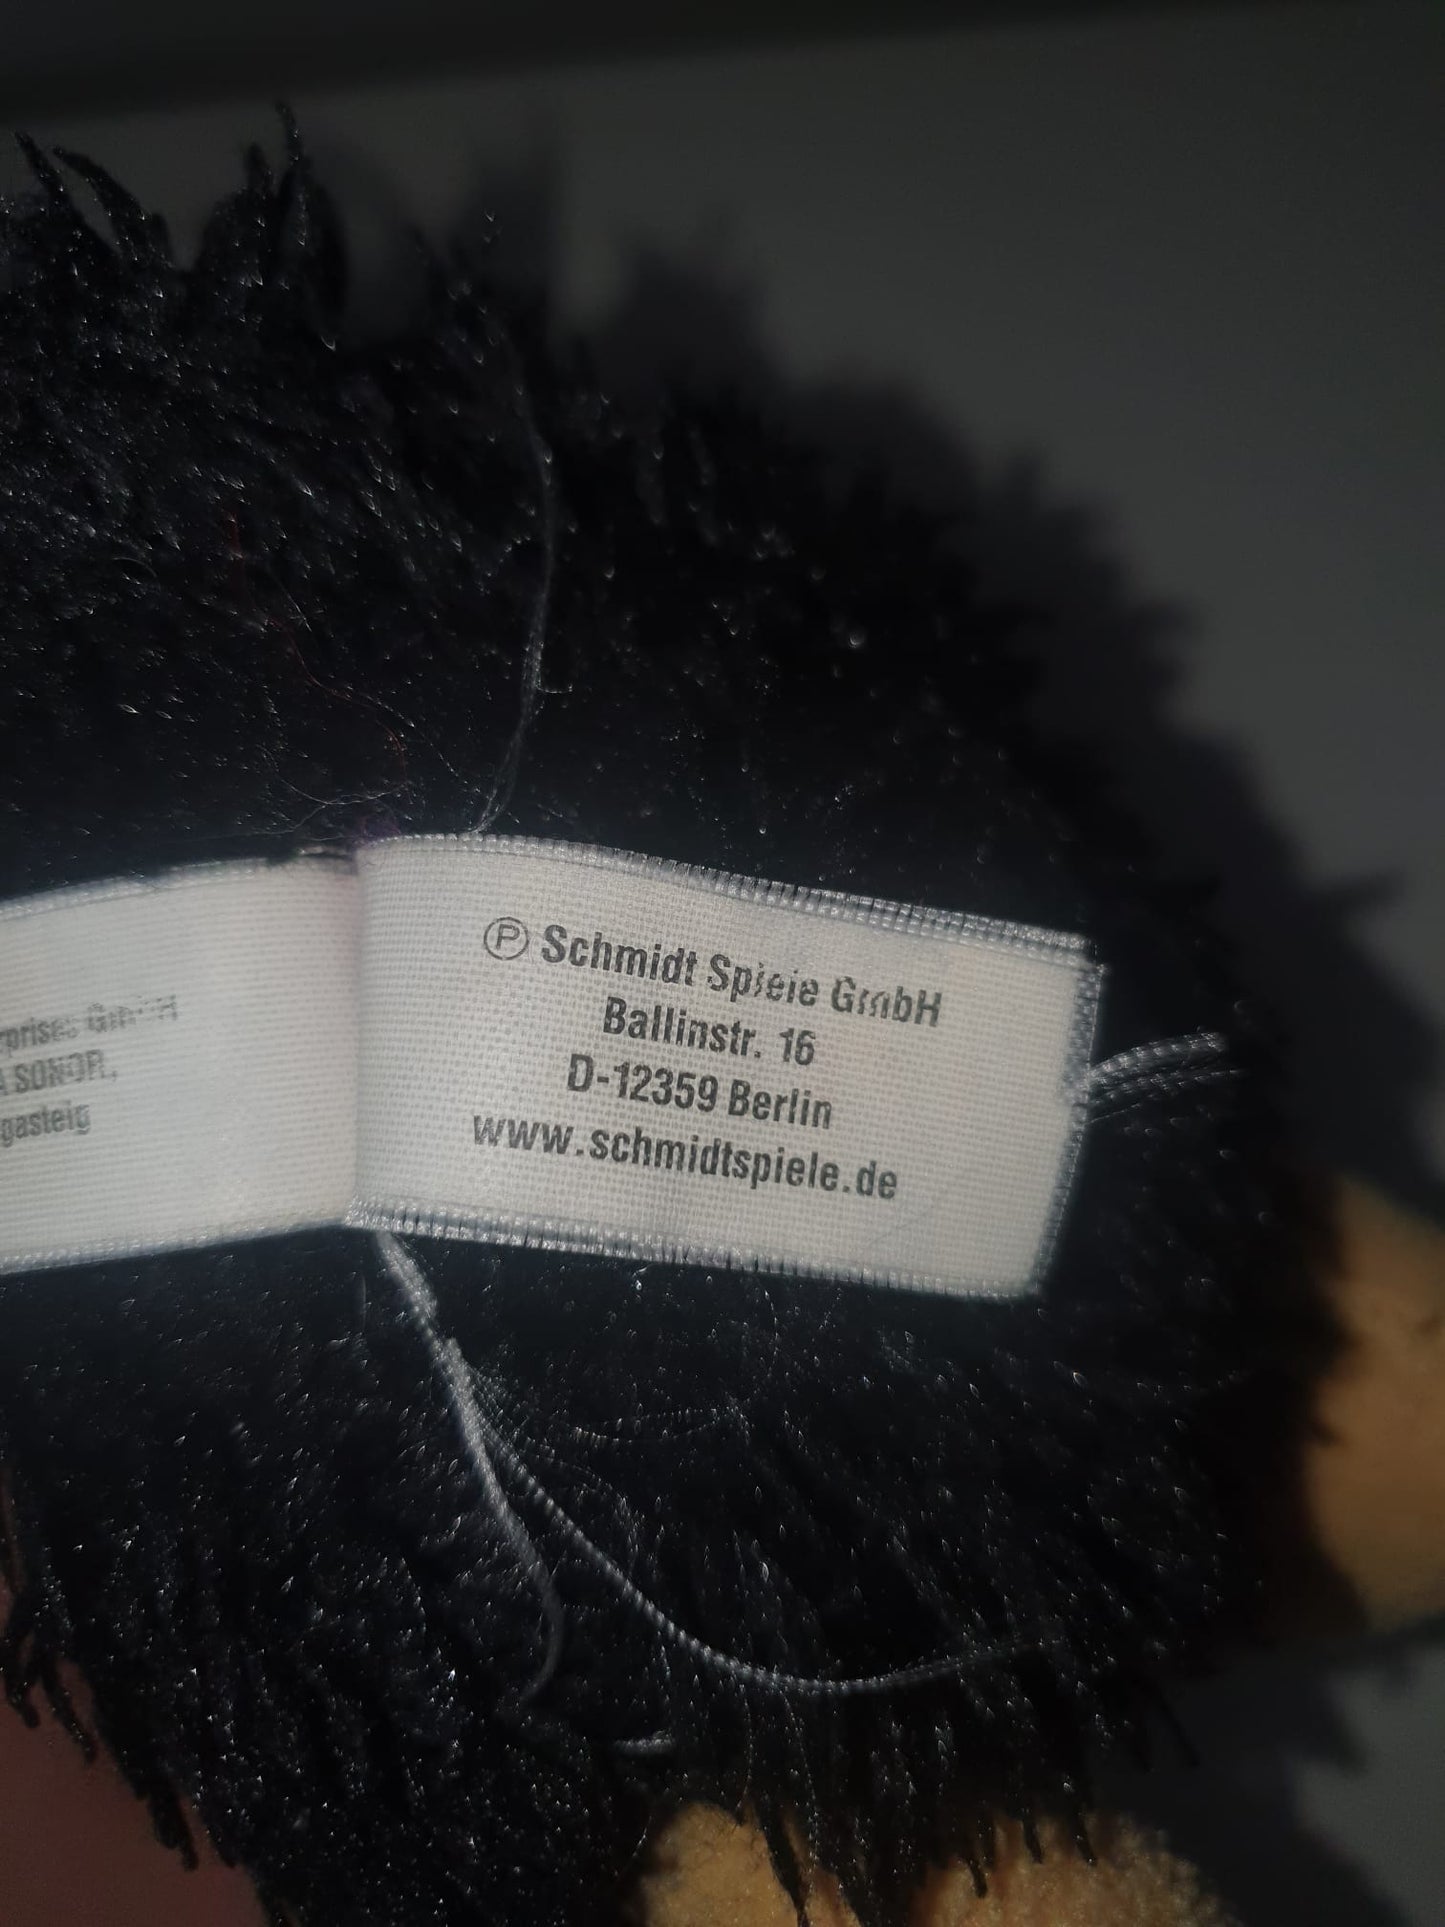 SONOR,
gasteig
Ⓟ Schmidt Spiele GmbH
Ballinstr. 16
D-12359 Berlin
www.schmidtspiele.de